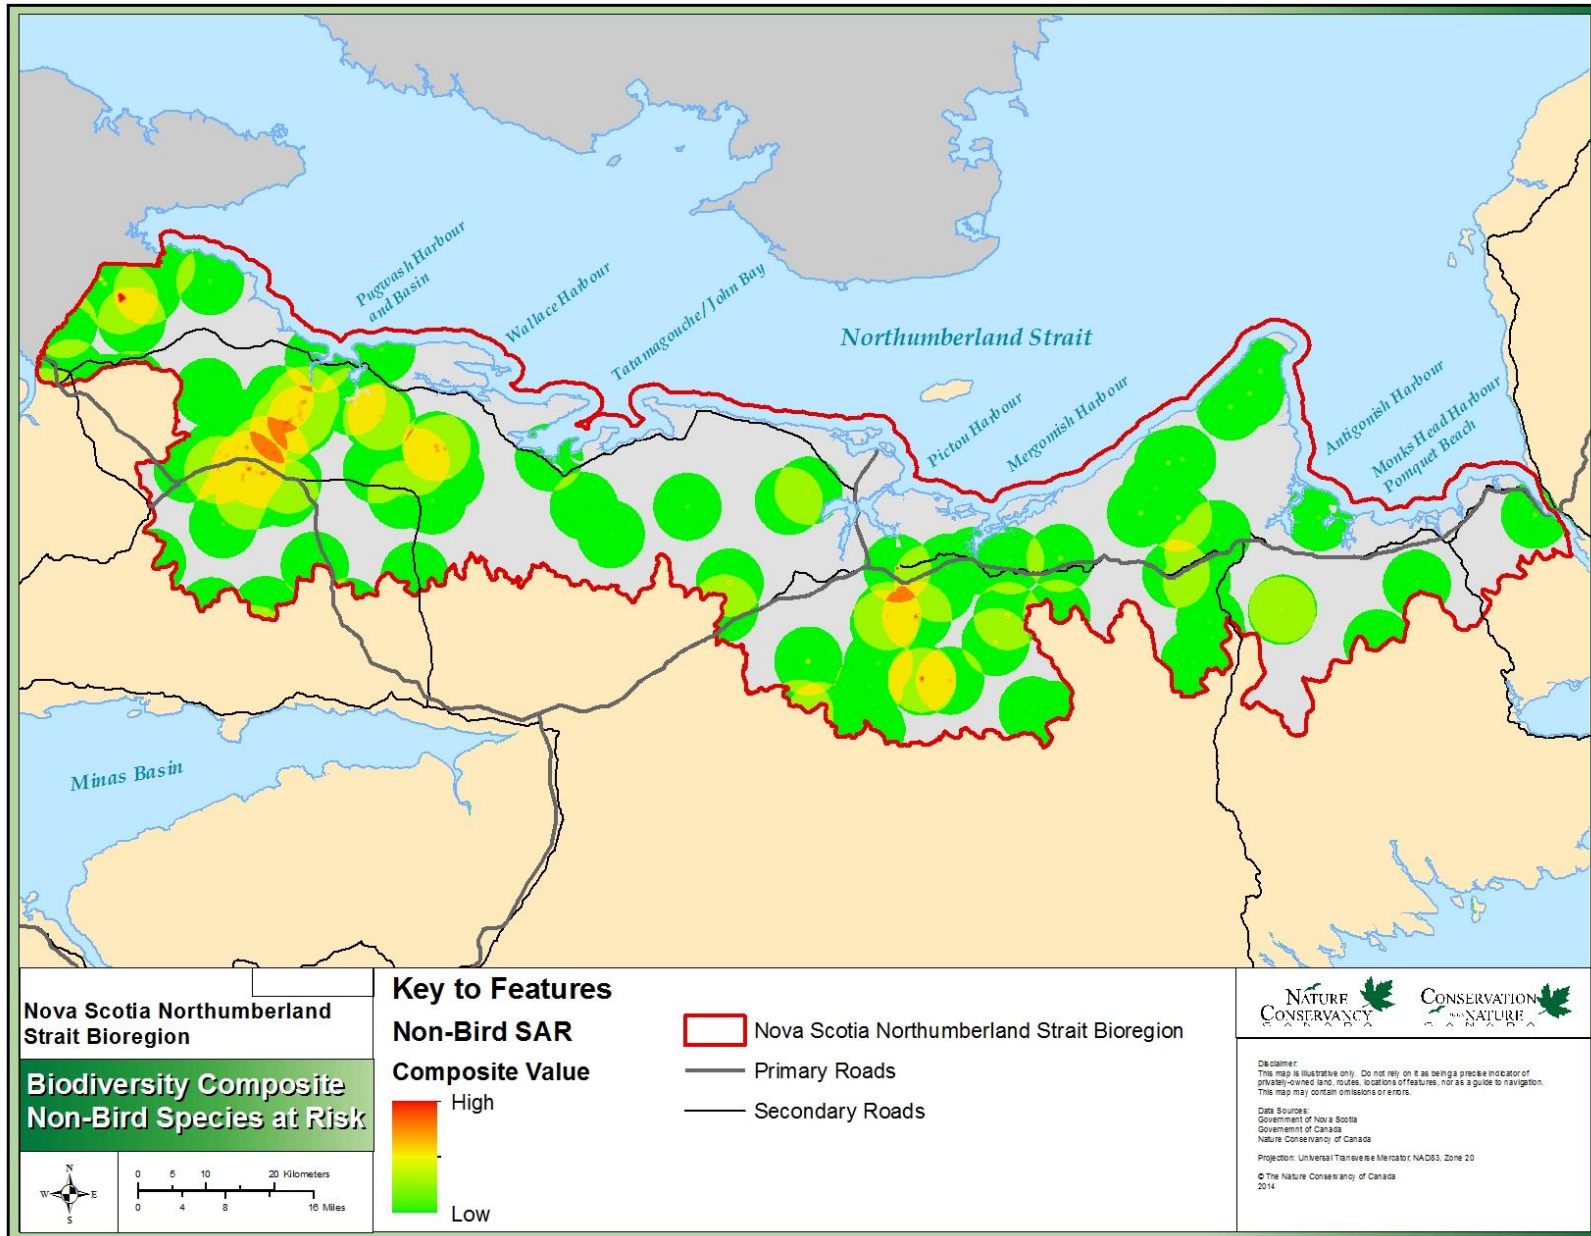 Pugwash Harbour
and Basin
Wallace Harbour
Tatamagouche/John Bay
Northumberland Strait
Pictou Harbour
Mergomish Harbour
Antigonish Harbour
Monks Head Harbour
Pomquet Beach
Minas Basin
Nova Scotia Northumberland
Strait Bioregion
Biodiversity Composite
Non-Bird Species at Risk
N
W E
S
0 5 10 20 Kilometers
0 4 8 16 Miles
Key to Features
Non-Bird SAR
Composite Value
High
Low
Nova Scotia Northumberland Strait Bioregion
Primary Roads
Secondary Roads
NATURE
CONSERVANCY
CANADA
CONSERVATION
NATURE
CANADA
Disclaimer:
This map is illustrative only. Do not rely on it as being a precise indicator of
privately-owned land, routes, locations of features, nor as a guide to navigation.
This map may contain omissions or errors.
Data Sources:
Government of Nova Scotia
Governemnt of Canada
Nature Conservancy of Canada
Projection: Universal Transverse Mercator, NAD83, Zone 20
© The Nature Conservancy of Canada
2014